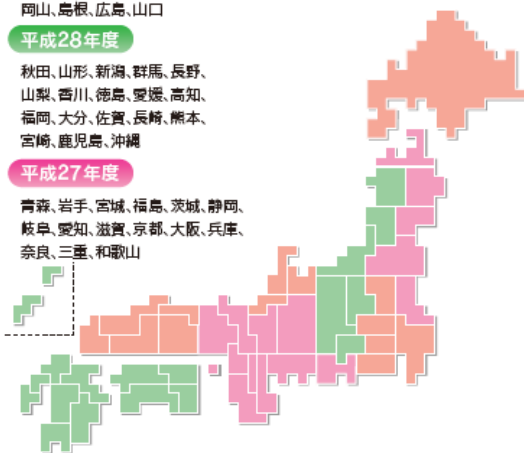 岡山、島根、広島、山口
平成28年度
秋田、山形、新潟、群馬、長野、
山梨、香川、徳島、愛媛、高知、
福岡、大分、佐賀、長崎、熊本、
宮崎、鹿児島、沖縄
平成27年度
青森、岩手、宮城、福島、茨城、静岡、
岐阜、愛知、滋賀、京都、大阪、兵庫、
奈良、三重、和歌山